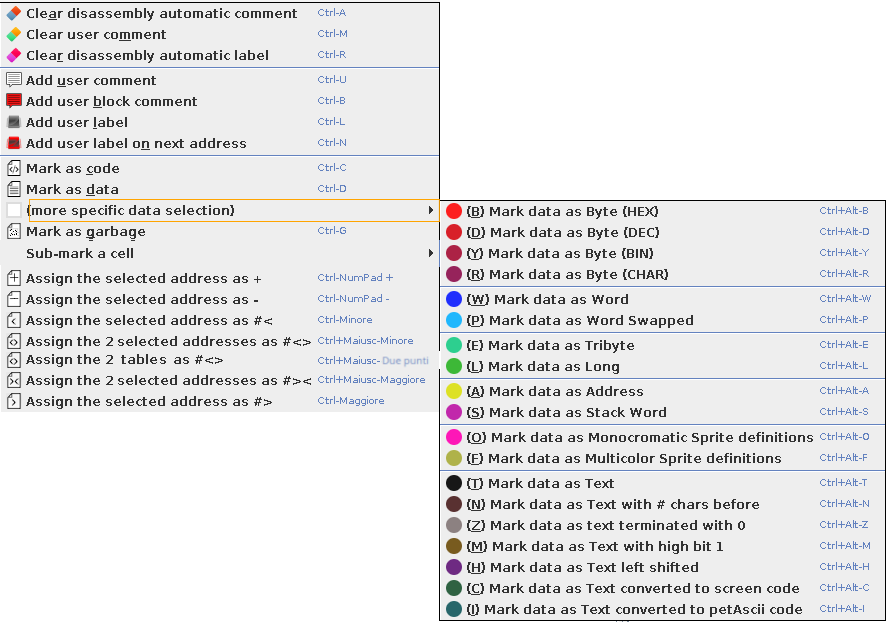 Clear disassembly automatic comment Ctrl-A
Clear user comment Ctrl-M
Clear disassembly automatic label Ctrl-R
Add user comment Ctrl-U
Add user block comment Ctrl-B
Add user label Ctrl-L
Add user label on next address Ctrl-N
Mark as code Ctrl-C
Mark as data Ctrl-D
(more specific data selection)
Mark as garbage Ctrl-G
Sub-mark a cell
Assign the selected address as + Ctrl-NumPad +
Assign the selected address as - Ctrl-NumPad -
Assign the selected address as #< Ctrl-Minore
Assign the 2 selected addresses as #<> Ctrl+Maiusc-Minore
Assign the 2 tables as #<> Ctrl+Maiusc-Due punti
Assign the 2 selected addresses as #>< Ctrl+Maiusc-Maggiore
Assign the selected address as #> Ctrl-Maggiore
(B) Mark data as Byte (HEX) Ctrl+Alt-B
(D) Mark data as Byte (DEC) Ctrl+Alt-D
(Y) Mark data as Byte (BIN) Ctrl+Alt-Y
(R) Mark data as Byte (CHAR) Ctrl+Alt-R
(W) Mark data as Word Ctrl+Alt-W
(P) Mark data as Word Swapped Ctrl+Alt-P
(E) Mark data as Tribyte Ctrl+Alt-E
(L) Mark data as Long Ctrl+Alt-L
(A) Mark data as Address Ctrl+Alt-A
(S) Mark data as Stack Word Ctrl+Alt-S
(O) Mark data as Monocromatic Sprite definitions Ctrl+Alt-O
(F) Mark data as Multicolor Sprite definitions Ctrl+Alt-F
(T) Mark data as Text Ctrl+Alt-T
(N) Mark data as Text with # chars before Ctrl+Alt-N
(Z) Mark data as text terminated with 0 Ctrl+Alt-Z
(M) Mark data as Text with high bit 1 Ctrl+Alt-M
(H) Mark data as Text left shifted Ctrl+Alt-H
(C) Mark data as Text converted to screen code Ctrl+Alt-C
(I) Mark data as Text converted to petAscii code Ctrl+Alt-I